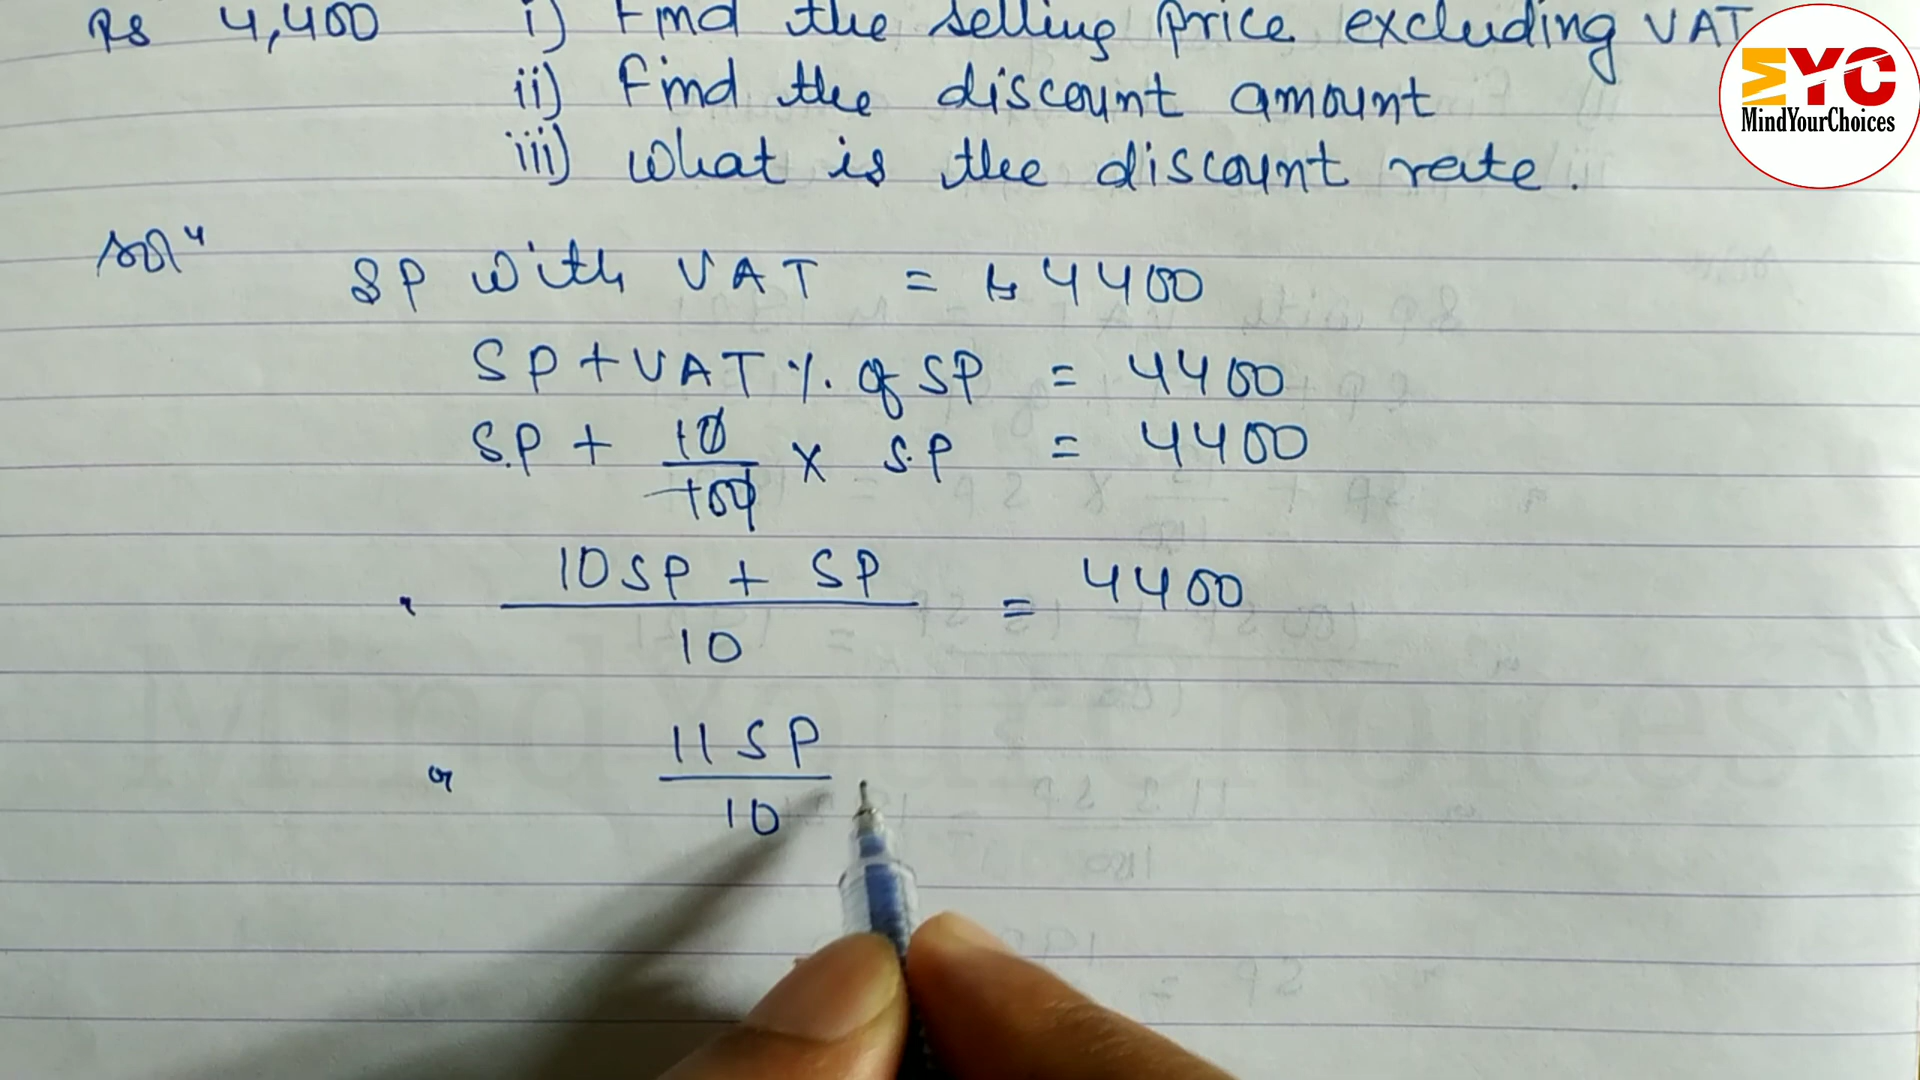 Rs 4,400 i) Find the selling price excluding VAT
ii) Find the discount amount
iii) What is the discount rate.
MYC
MindYourChoices
Solⁿ
SP with VAT = Rs 4400
SP + VAT % of SP = 4400
S.P + 10/100 × S.P = 4400
10SP + SP / 10 = 4400
or 11SP / 10